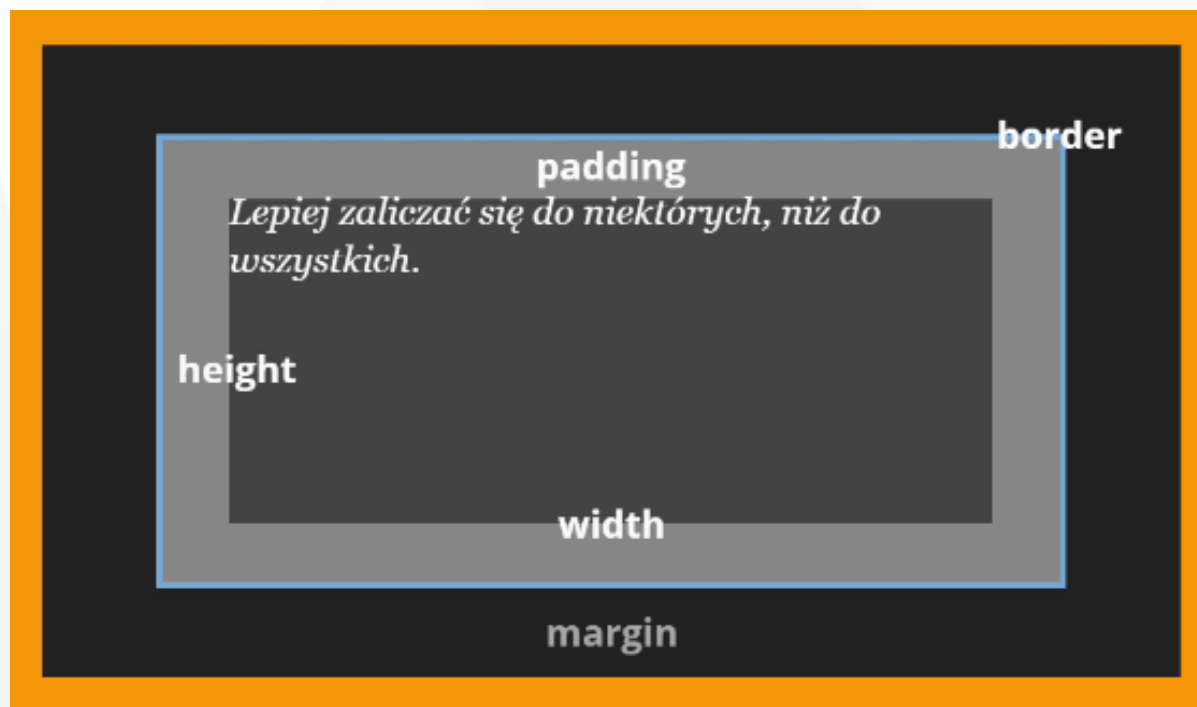 border
padding
Lepiej zaliczać się do niektórych, niż do
wszystkich.
height
width
margin